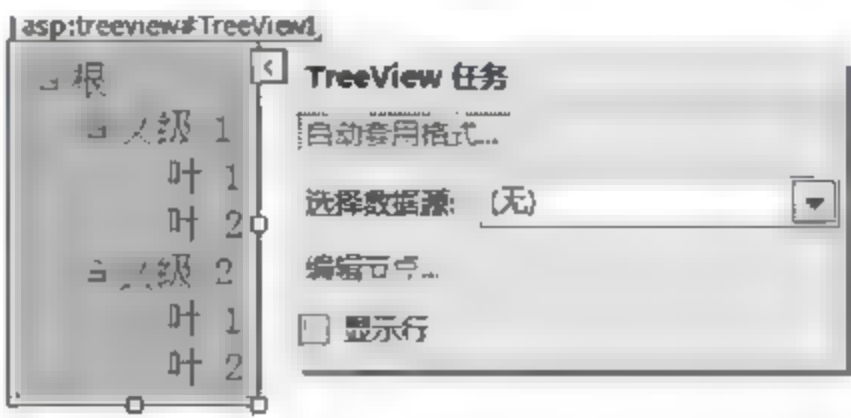 asp:treeview#TreeView1
根
父级 1
叶 1
叶 2
父级 2
叶 1
叶 2
TreeView 任务
自动套用格式...
选择数据源: (无)
编辑节点...
显示行